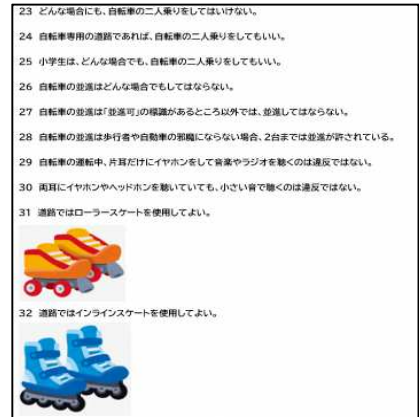 23 どんな場合にも、自転車の二人乗りをしてはいけない。
24 自転車専用の道路であれば、自転車の二人乗りをしてもいい。
25 小学生は、どんな場合でも、自転車の二人乗りをしてもいい。
26 自転車の並進はどんな場合でもしてはならない。
27 自転車の並進は「並進可」の標識があるところ以外では、並進してはならない。
28 自転車の並進は歩行者や自動車の邪魔にならない場合、2台までは並進が許されている。
29 自転車の運転中、片耳だけにイヤホンをして音楽やラジオを聴くのは違反ではない。
30 両耳にイヤホンやヘッドホンを聴いていても、小さい音で聴くのは違反ではない。
31 道路ではローラースケートを使用してよい。
32 道路ではインラインスケートを使用してよい。